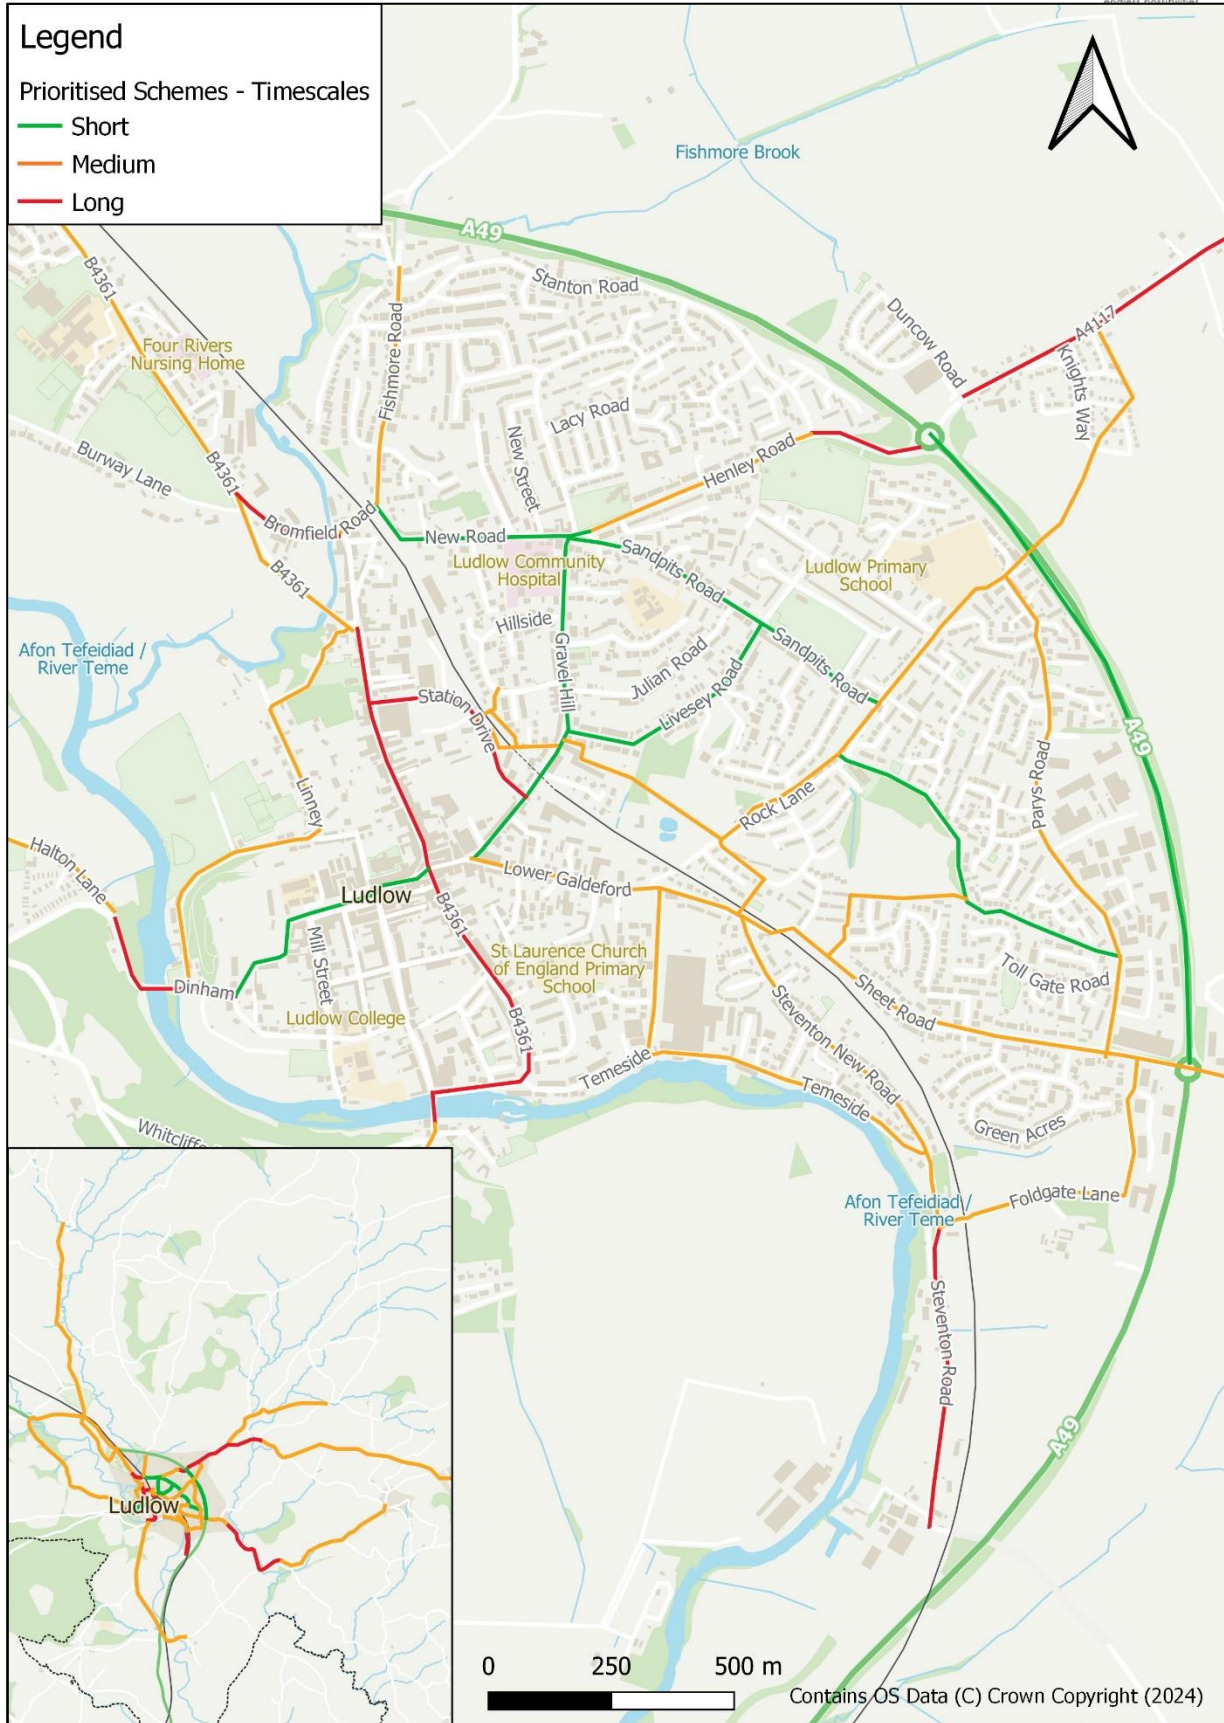 Legend
Prioritised Schemes - Timescales
Short
Medium
Long
Fishmore Brook
A49
Stanton Road
B4361
Four Rivers
Nursing Home
Fishmore Road
Duncow Road
A4117
Knights Way
Lacy Road
New Street
Henley Road
Burway Lane
B4361
Bromfield Road
New Road
Ludlow Community
Hospital
Sandpits Road
Ludlow Primary
School
B4361
Hillside
Gravel Hill
Julian Road
Sandpits Road
Afon Tefeidiad /
River Teme
Station Drive
Livesey Road
A49
Linney
Rock Lane
Parys Road
Halton Lane
Lower Galdeford
Ludlow
B4361
Mill Street
St Laurence Church
of England Primary
School
Toll Gate Road
Dinham
Ludlow College
Sheet Road
B4361
Steventon New Road
Temeside
Temeside
Green Acres
Afon Tefeidiad /
River Teme
Foldgate Lane
Steventon Road
A49
Ludlow
0 250 500 m
Contains OS Data (C) Crown Copyright (2024)